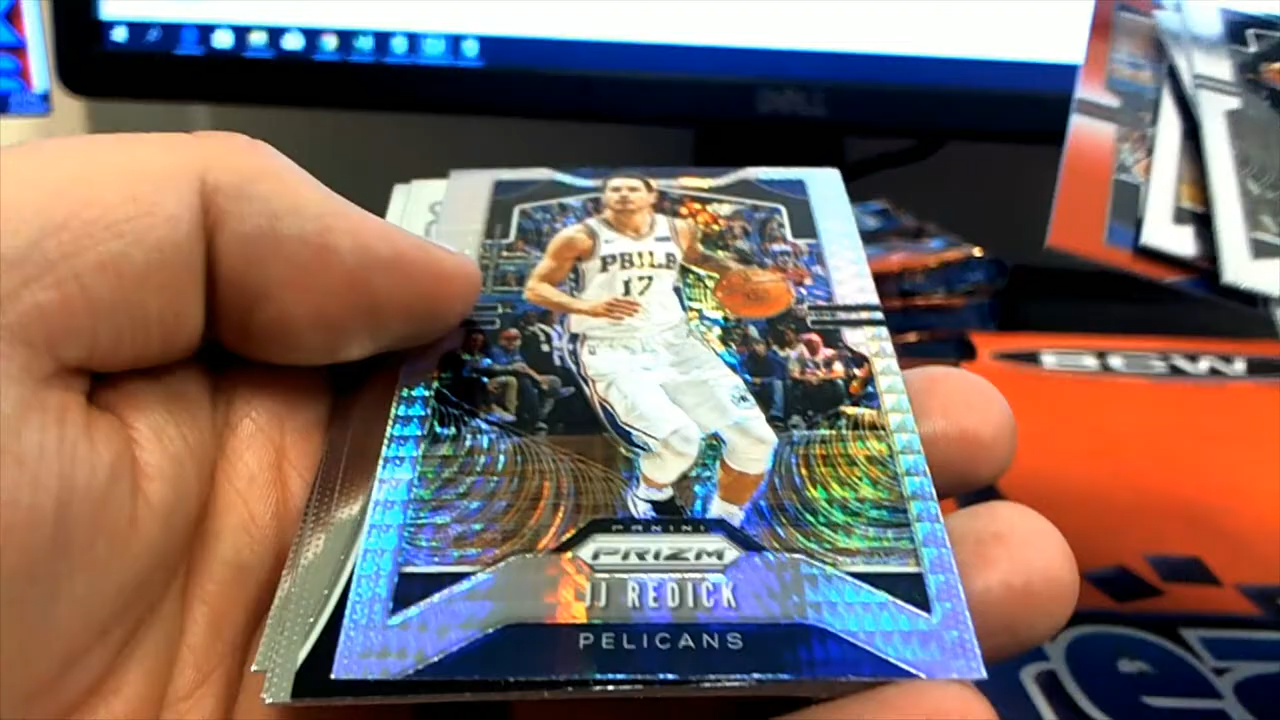 DELL
BCW
PHILA
17
PANINI
PRIZM
JJ REDICK
PELICANS